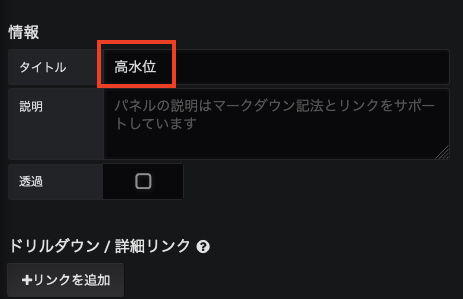 情報
タイトル 高水位
説明 パネルの説明はマークダウン記法とリンクをサポー
トしています
透過
ドリルダウン / 詳細リンク ?
+リンクを追加